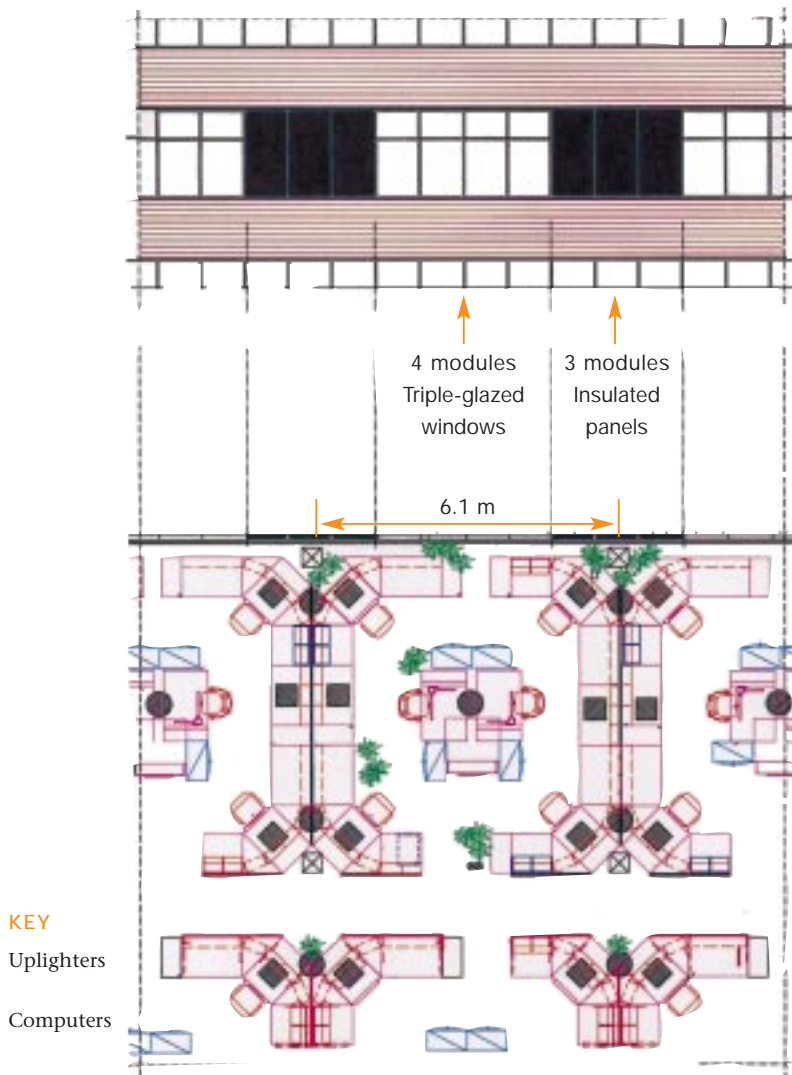 4 modules
Triple-glazed
windows
3 modules
Insulated
panels
6.1 m
KEY
Uplighters
Computers